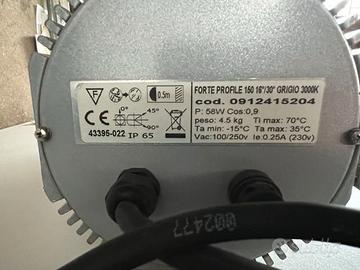 FORTE PROFILE 150 16°/30° GRIGIO 3000K
cod. 0912415204
P: 58W Cos:0,9
peso: 4.5 kg Ti max: 70°C
Ta min: -15°C Ta max: 35°C
Vac:100/250v Ie:0.25A (230v)
F
0.5m
0°
45°
90°
CE
43395-022 IP 65
002477